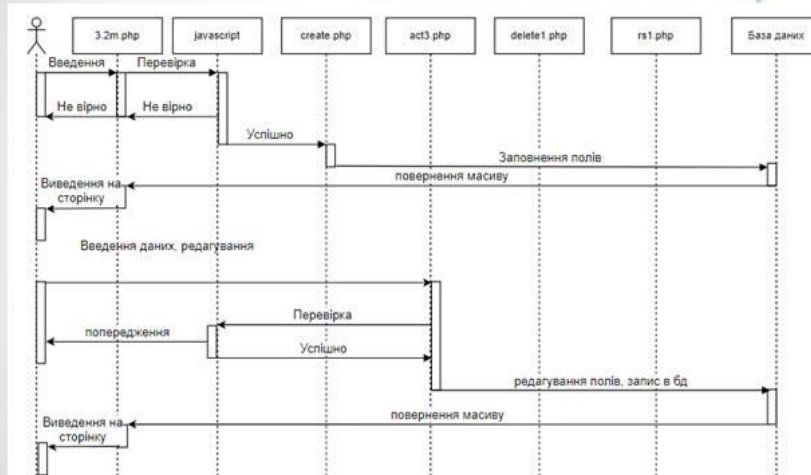 3.2m.php
javascript
create.php
act3.php
delete1.php
rs1.php
База даних
Введення
Перевірка
Не вірно
Не вірно
Успішно
Заповнення полів
повернення масиву
Виведення на
сторінку
Введення даних, редагування
Перевірка
попередження
Успішно
редагування полів, запис в бд
повернення масиву
Виведення на
сторінку